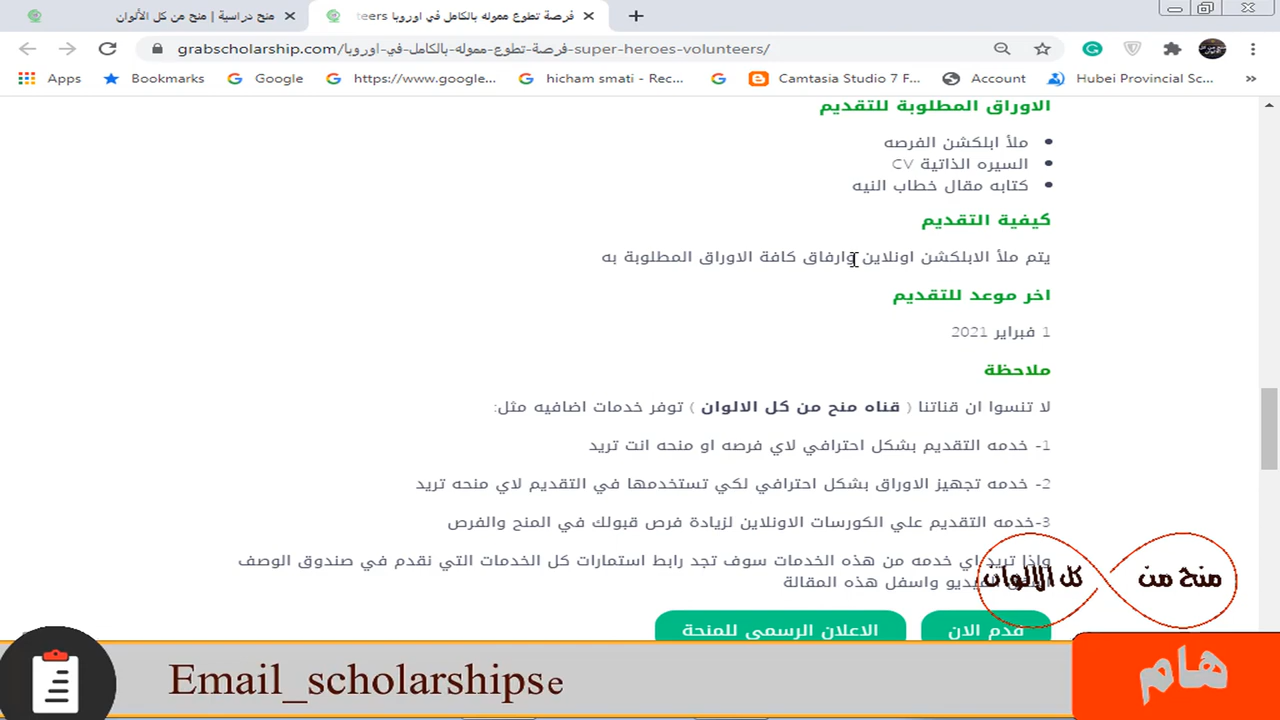 منح دراسية | منح من كل الألوان
فرصة تطوع مموله بالكامل في اوروبا teers
grabscholarship.com/فرصة-تطوع-مموله-بالكامل-في-اوروبا-super-heroes-volunteers/
Apps
Bookmarks
Google
https://www.google...
hicham smati - Rec...
Camtasia Studio 7 F...
Account
Hubei Provincial Sc...
»
الاوراق المطلوبة للتقديم
ملأ ابلكشن الفرصه
السيره الذاتية CV
كتابه مقال خطاب النيه
كيفية التقديم
يتم ملأ الابلكشن اونلاين وارفاق كافة الاوراق المطلوبة به
اخر موعد للتقديم
1 فبراير 2021
ملاحظة
لا تنسوا ان قناتنا ( قناه منح من كل الالوان ) توفر خدمات اضافيه مثل:
1- خدمه التقديم بشكل احترافي لاي فرصه او منحه انت تريد
2- خدمه تجهيز الاوراق بشكل احترافي لكي تستخدمها في التقديم لاي منحه تريد
3-خدمه التقديم علي الكورسات الاونلاين لزيادة فرص قبولك في المنح والفرص
واذا تريد اي خدمه من هذه الخدمات سوف تجد رابط استمارات كل الخدمات التي نقدم في صندوق الوصف
الفيديو واسفل هذه المقالة
منح من كل الالوان
قدم الان
الاعلان الرسمي للمنحة
Email_scholarshipse
هام